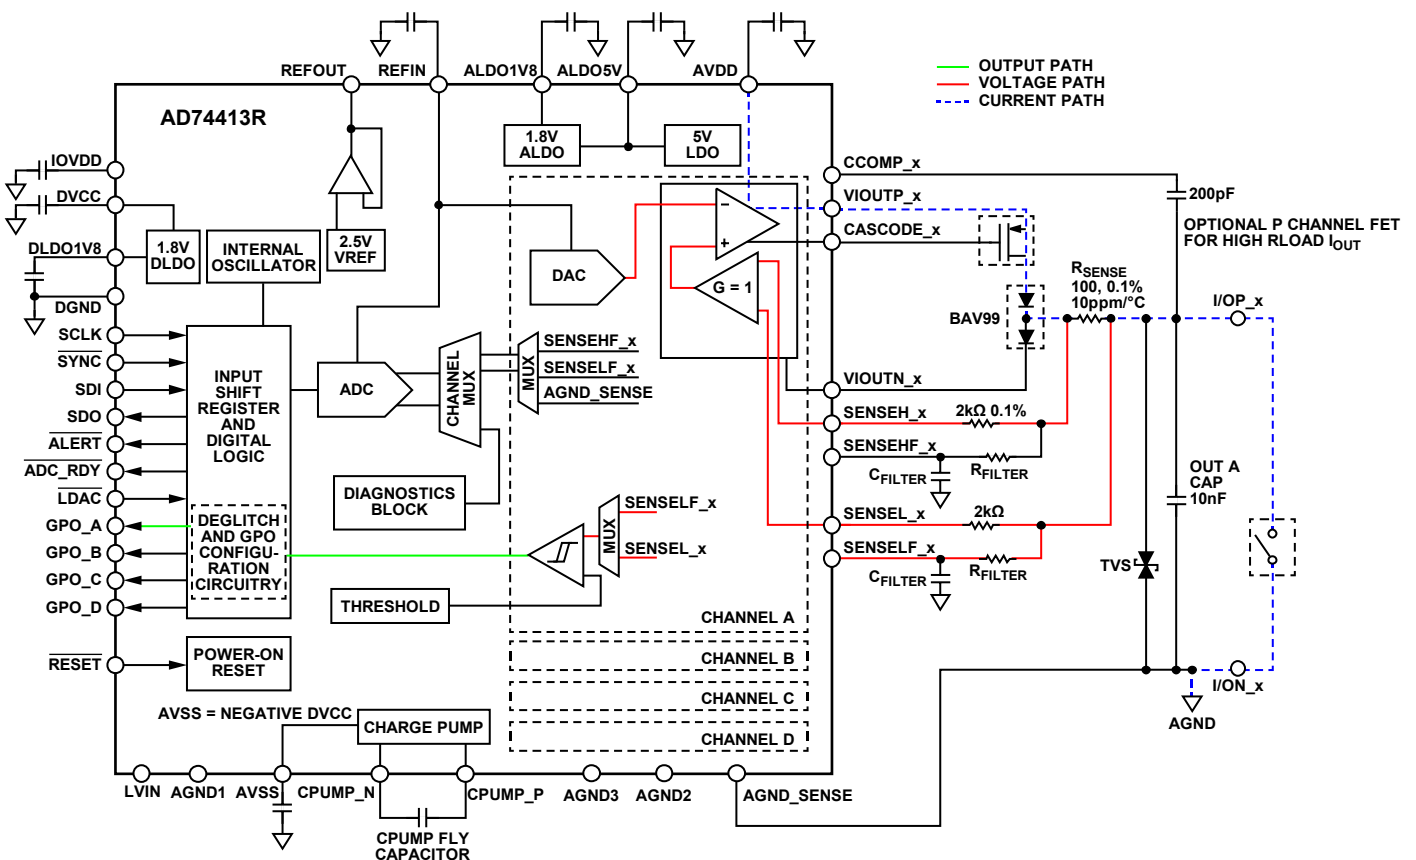 REFOUT
REFIN
ALDO1V8
ALDO5V
AVDD
OUTPUT PATH
VOLTAGE PATH
CURRENT PATH
AD74413R
IOVDD
DVCC
DLDO1V8
DGND
SCLK
SYNC
SDI
SDO
ALERT
ADC_RDY
LDAC
GPO_A
GPO_B
GPO_C
GPO_D
RESET
1.8V
DLDO
INTERNAL
OSCILLATOR
2.5V
VREF
1.8V
ALDO
5V
LDO
INPUT
SHIFT
REGISTER
AND
DIGITAL
LOGIC
DEGLITCH
AND GPO
CONFIGU-
RATION
CIRCUITRY
POWER-ON
RESET
ADC
CHANNEL
MUX
MUX
SENSEHF_x
SENSELF_x
AGND_SENSE
DAC
−
+
G = 1
DIAGNOSTICS
BLOCK
THRESHOLD
MUX
SENSELF_x
SENSEL_x
CHANNEL A
CHANNEL B
CHANNEL C
CHANNEL D
AVSS = NEGATIVE DVCC
CHARGE PUMP
CCOMP_x
VIOUTP_x
CASCODE_x
VIOUTN_x
SENSEH_x
SENSEHF_x
SENSEL_x
SENSELF_x
200pF
OPTIONAL P CHANNEL FET
FOR HIGH RLOAD IOUT
RSENSE
100, 0.1%
10ppm/°C
BAV99
I/OP_x
2kΩ 0.1%
CFILTER
RFILTER
2kΩ
CFILTER
RFILTER
OUT A
CAP
10nF
TVS
I/ON_x
AGND
LVIN
AGND1
AVSS
CPUMP_N
CPUMP_P
AGND3
AGND2
AGND_SENSE
CPUMP FLY
CAPACITOR